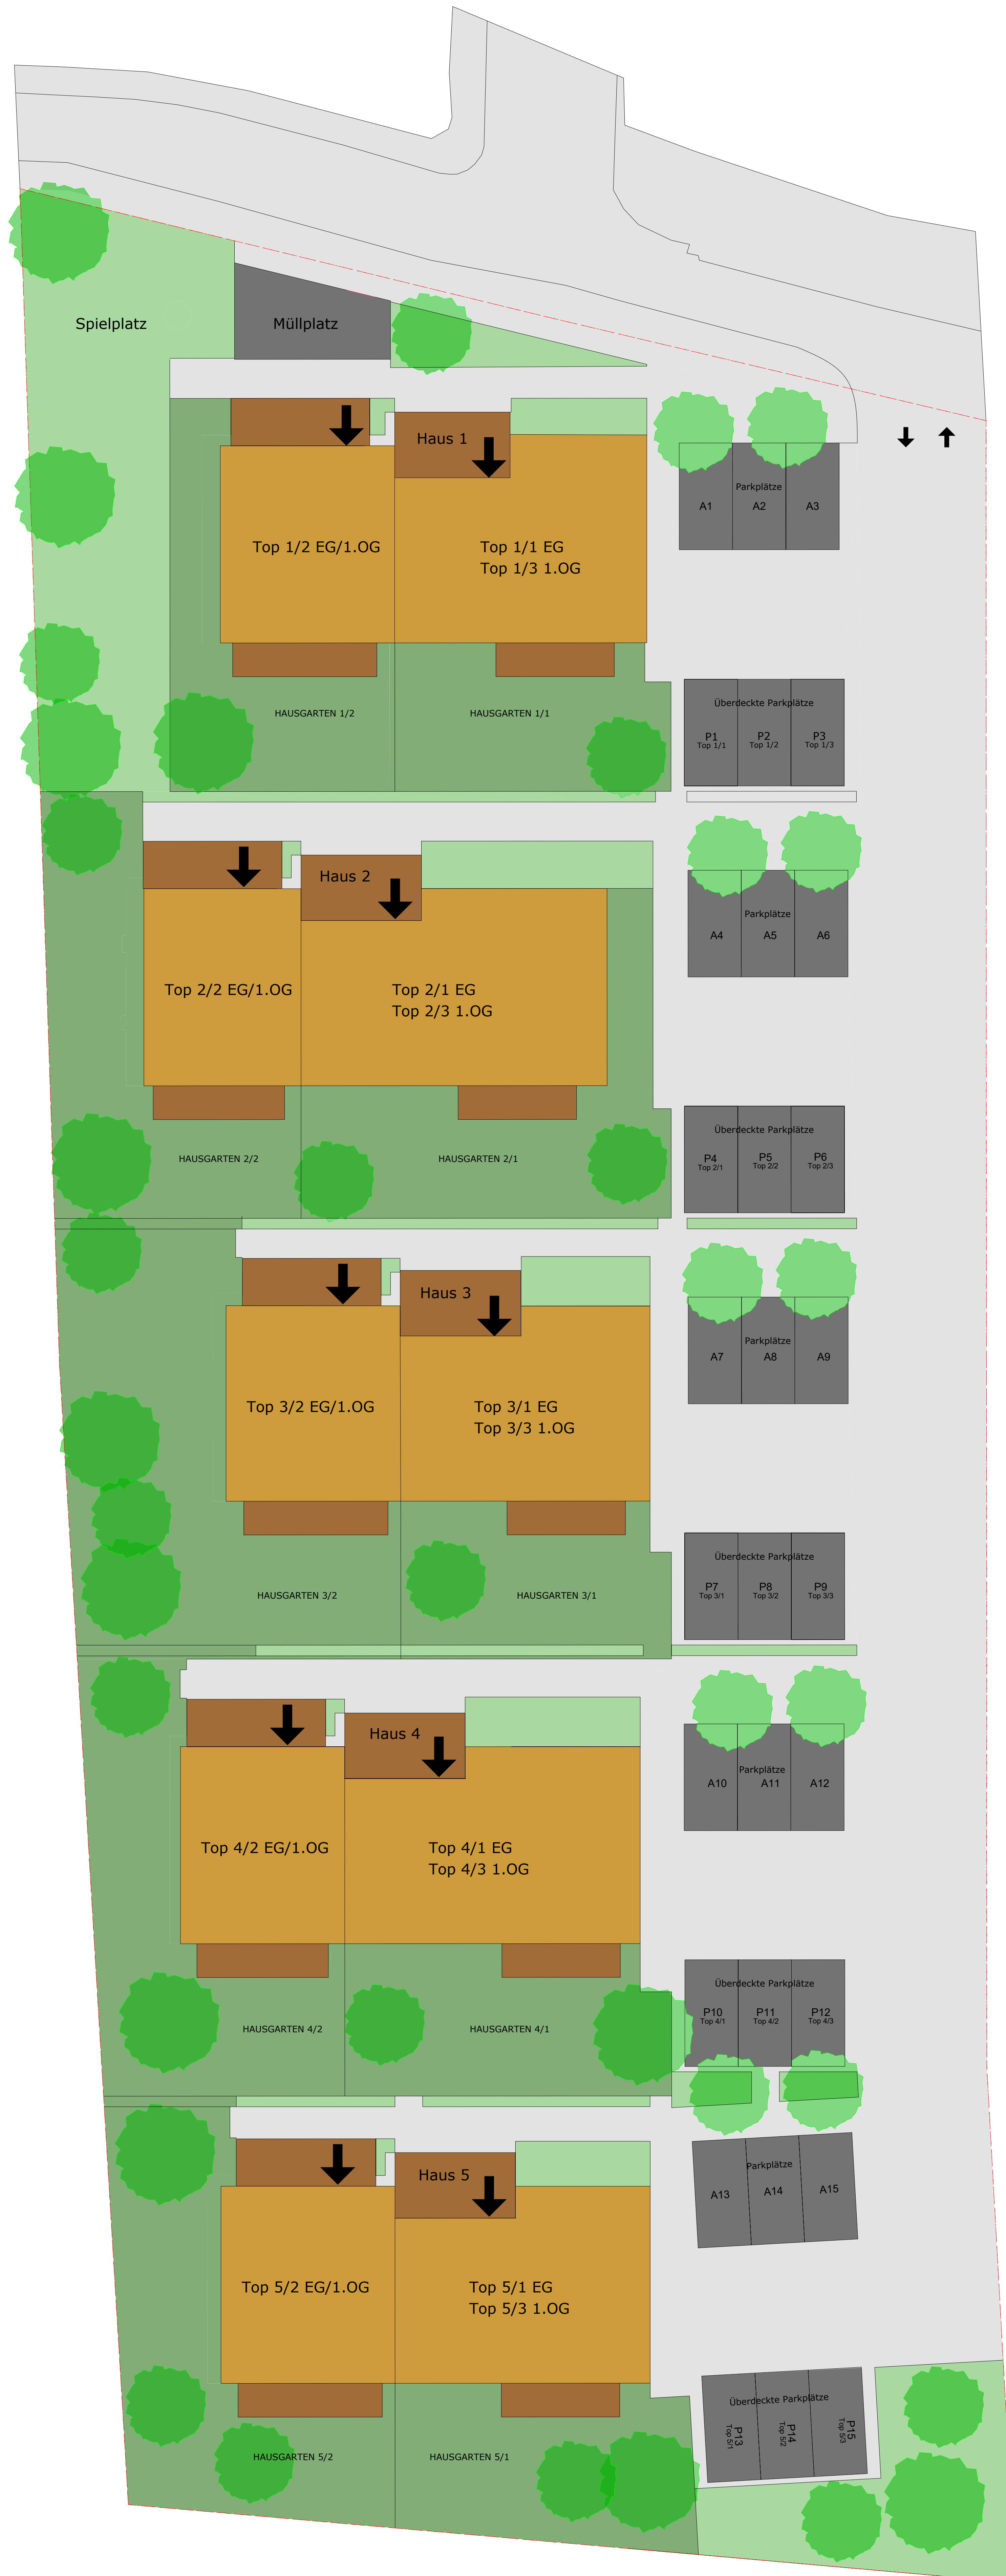 Spielplatz
Müllplatz
Haus 1
Top 1/2 EG/1.OG
Top 1/1 EG
Top 1/3 1.OG
HAUSGARTEN 1/2
HAUSGARTEN 1/1
Parkplätze
A1
A2
A3
Überdeckte Parkplätze
P1
Top 1/1
P2
Top 1/2
P3
Top 1/3
Haus 2
Top 2/2 EG/1.OG
Top 2/1 EG
Top 2/3 1.OG
HAUSGARTEN 2/2
HAUSGARTEN 2/1
Parkplätze
A4
A5
A6
Überdeckte Parkplätze
P4
Top 2/1
P5
Top 2/2
P6
Top 2/3
Haus 3
Top 3/2 EG/1.OG
Top 3/1 EG
Top 3/3 1.OG
HAUSGARTEN 3/2
HAUSGARTEN 3/1
Parkplätze
A7
A8
A9
Überdeckte Parkplätze
P7
Top 3/1
P8
Top 3/2
P9
Top 3/3
Haus 4
Top 4/2 EG/1.OG
Top 4/1 EG
Top 4/3 1.OG
HAUSGARTEN 4/2
HAUSGARTEN 4/1
Parkplätze
A10
A11
A12
Überdeckte Parkplätze
P10
Top 4/1
P11
Top 4/2
P12
Top 4/3
Haus 5
Top 5/2 EG/1.OG
Top 5/1 EG
Top 5/3 1.OG
HAUSGARTEN 5/2
HAUSGARTEN 5/1
Parkplätze
A13
A14
A15
Überdeckte Parkplätze
P13
Top 5/1
P14
Top 5/2
P15
Top 5/3